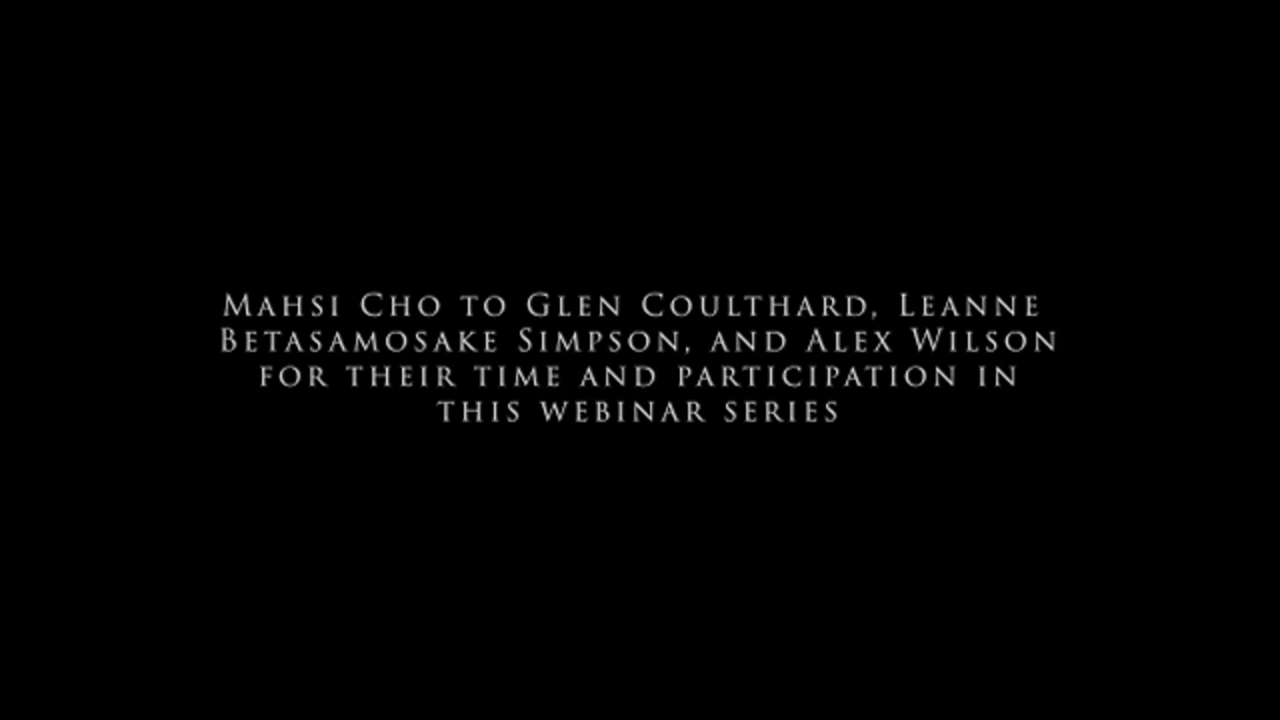 Mahsi Cho to Glen Coulthard, Leanne
Betasamosake Simpson, and Alex Wilson
for their time and participation in
this webinar series